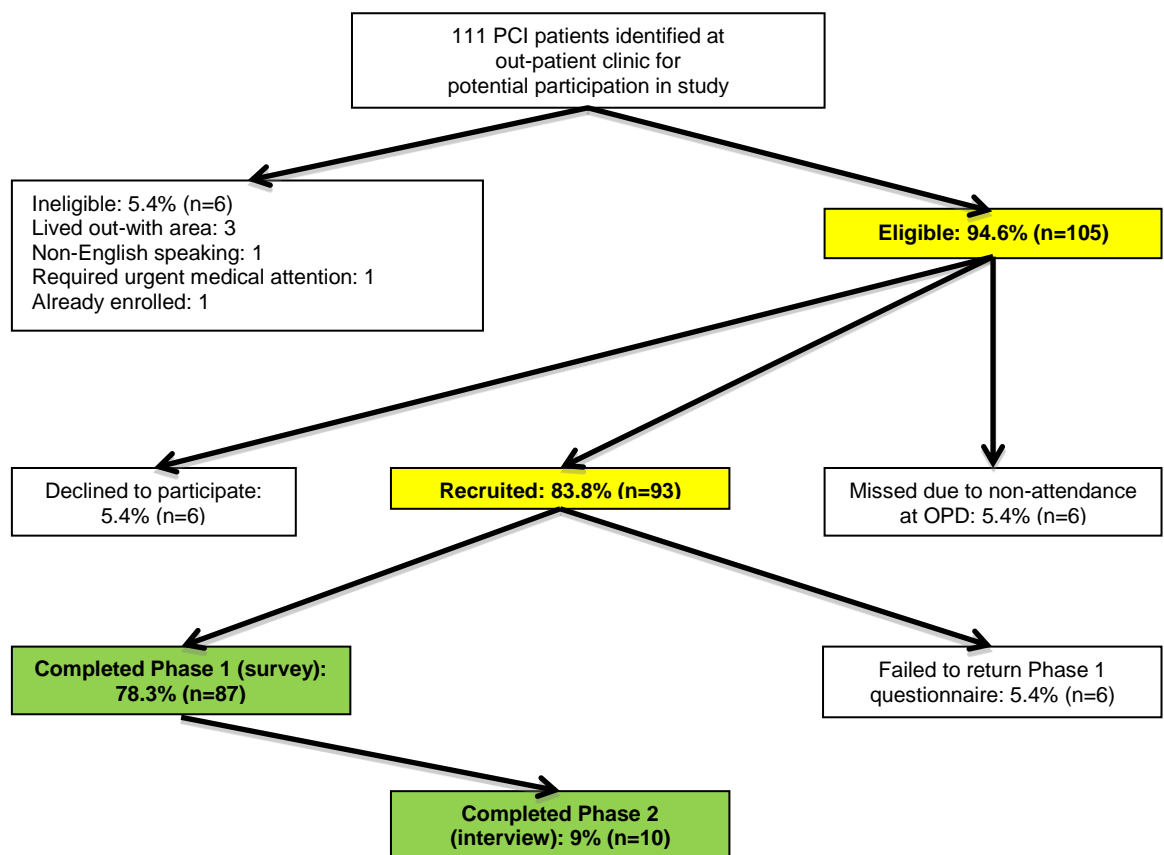 111 PCI patients identified at
out-patient clinic for
potential participation in study
Ineligible: 5.4% (n=6)
Lived out-with area: 3
Non-English speaking: 1
Required urgent medical attention: 1
Already enrolled: 1
Eligible: 94.6% (n=105)
Declined to participate:
5.4% (n=6)
Recruited: 83.8% (n=93)
Missed due to non-attendance
at OPD: 5.4% (n=6)
Completed Phase 1 (survey):
78.3% (n=87)
Failed to return Phase 1
questionnaire: 5.4% (n=6)
Completed Phase 2
(interview): 9% (n=10)